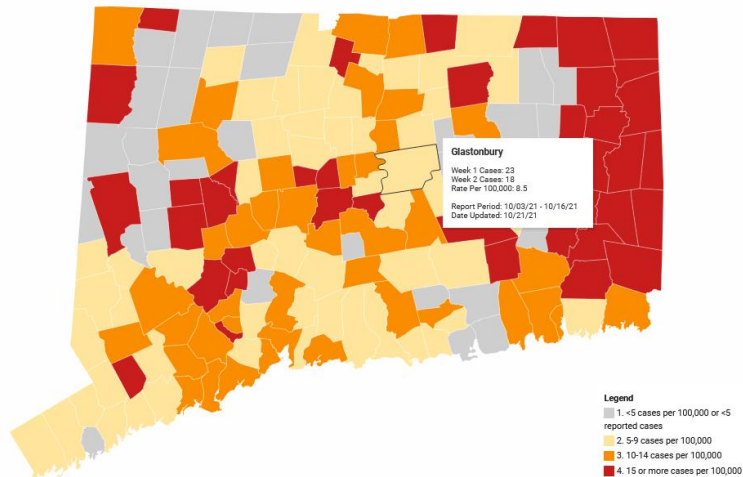 Glastonbury
Week 1 Cases: 23
Week 2 Cases: 18
Rate Per 100,000: 8.5
Report Period: 10/03/21 - 10/16/21
Date Updated: 10/21/21
Legend
1. <5 cases per 100,000 or <5
reported cases
2. 5-9 cases per 100,000
3. 10-14 cases per 100,000
4. 15 or more cases per 100,000